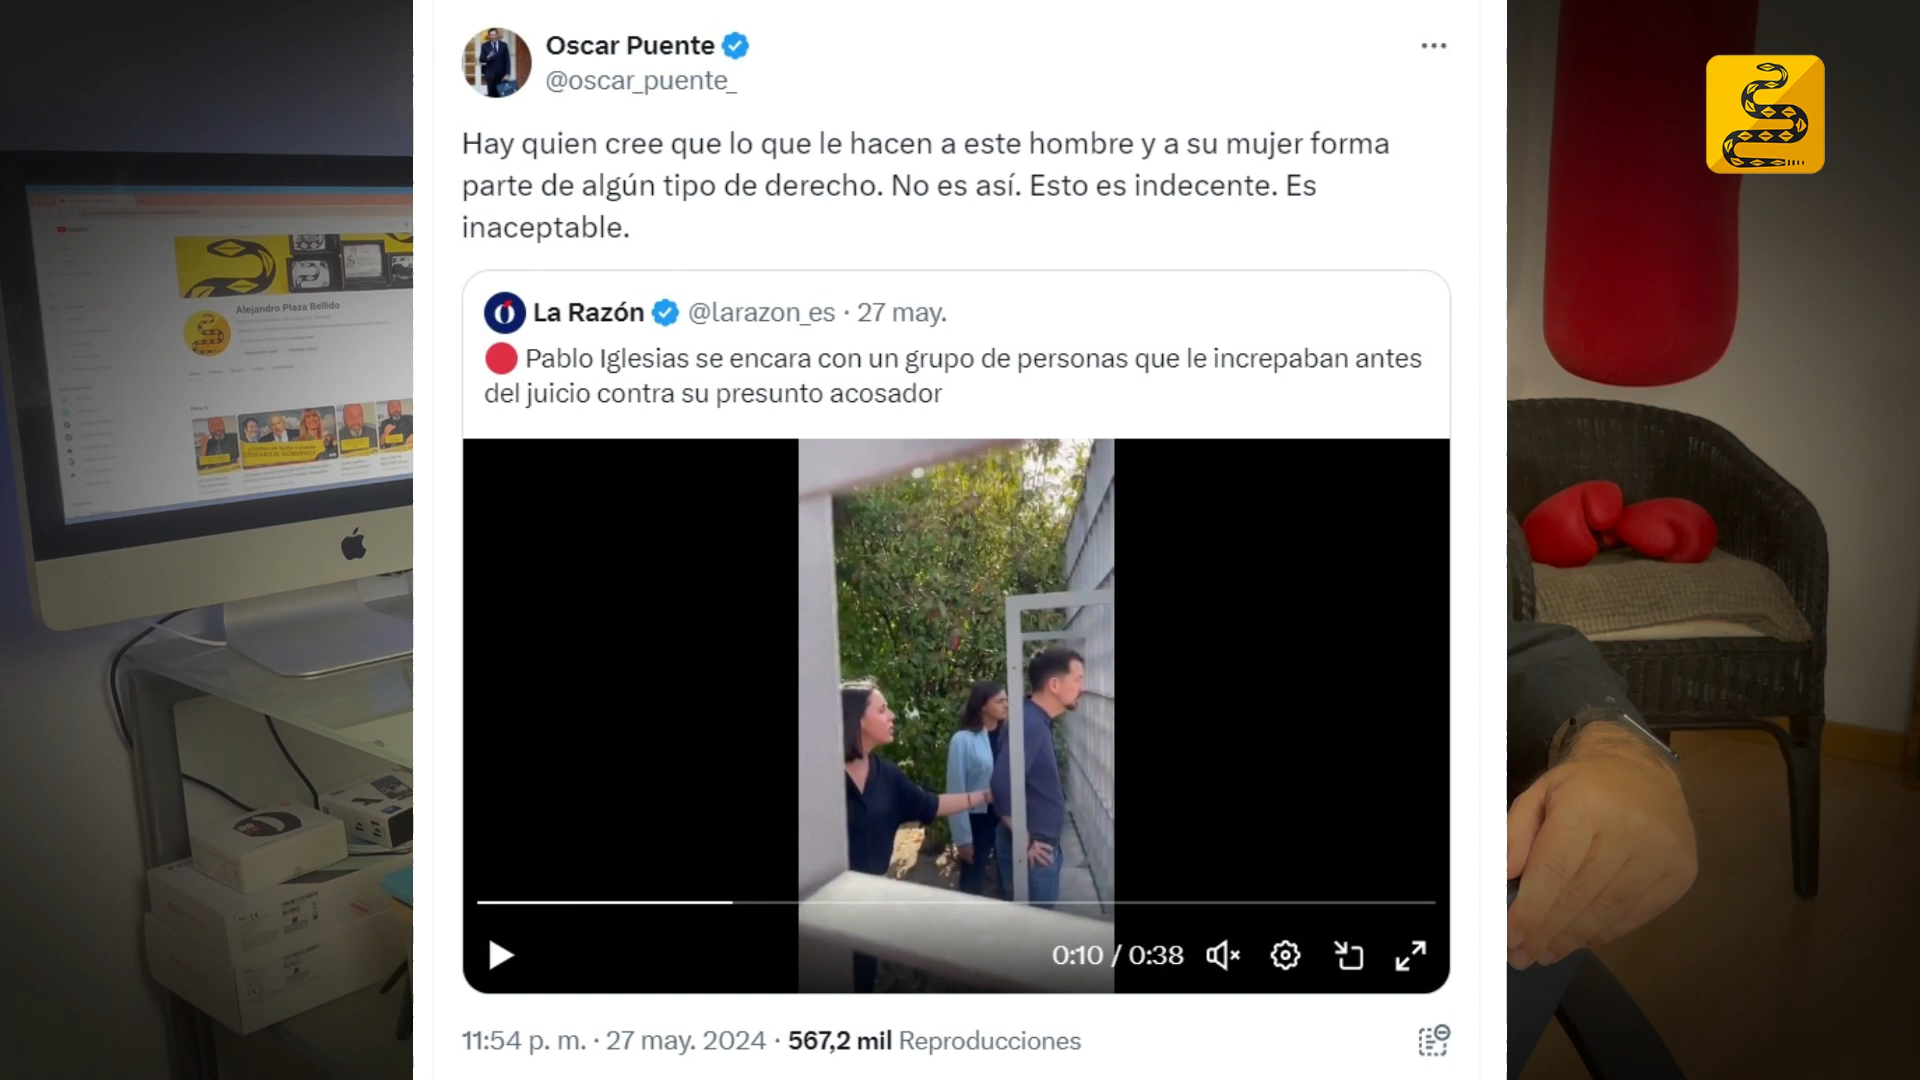 Oscar Puente
@oscar_puente_
Hay quien cree que lo que le hacen a este hombre y a su mujer forma
parte de algún tipo de derecho. No es así. Esto es indecente. Es
inaceptable.
La Razón @larazon_es · 27 may.
🔴 Pablo Iglesias se encara con un grupo de personas que le increpaban antes
del juicio contra su presunto acosador
0:10 / 0:38
11:54 p. m. · 27 may. 2024 · 567,2 mil Reproducciones
Alejandro Plaza Bellido